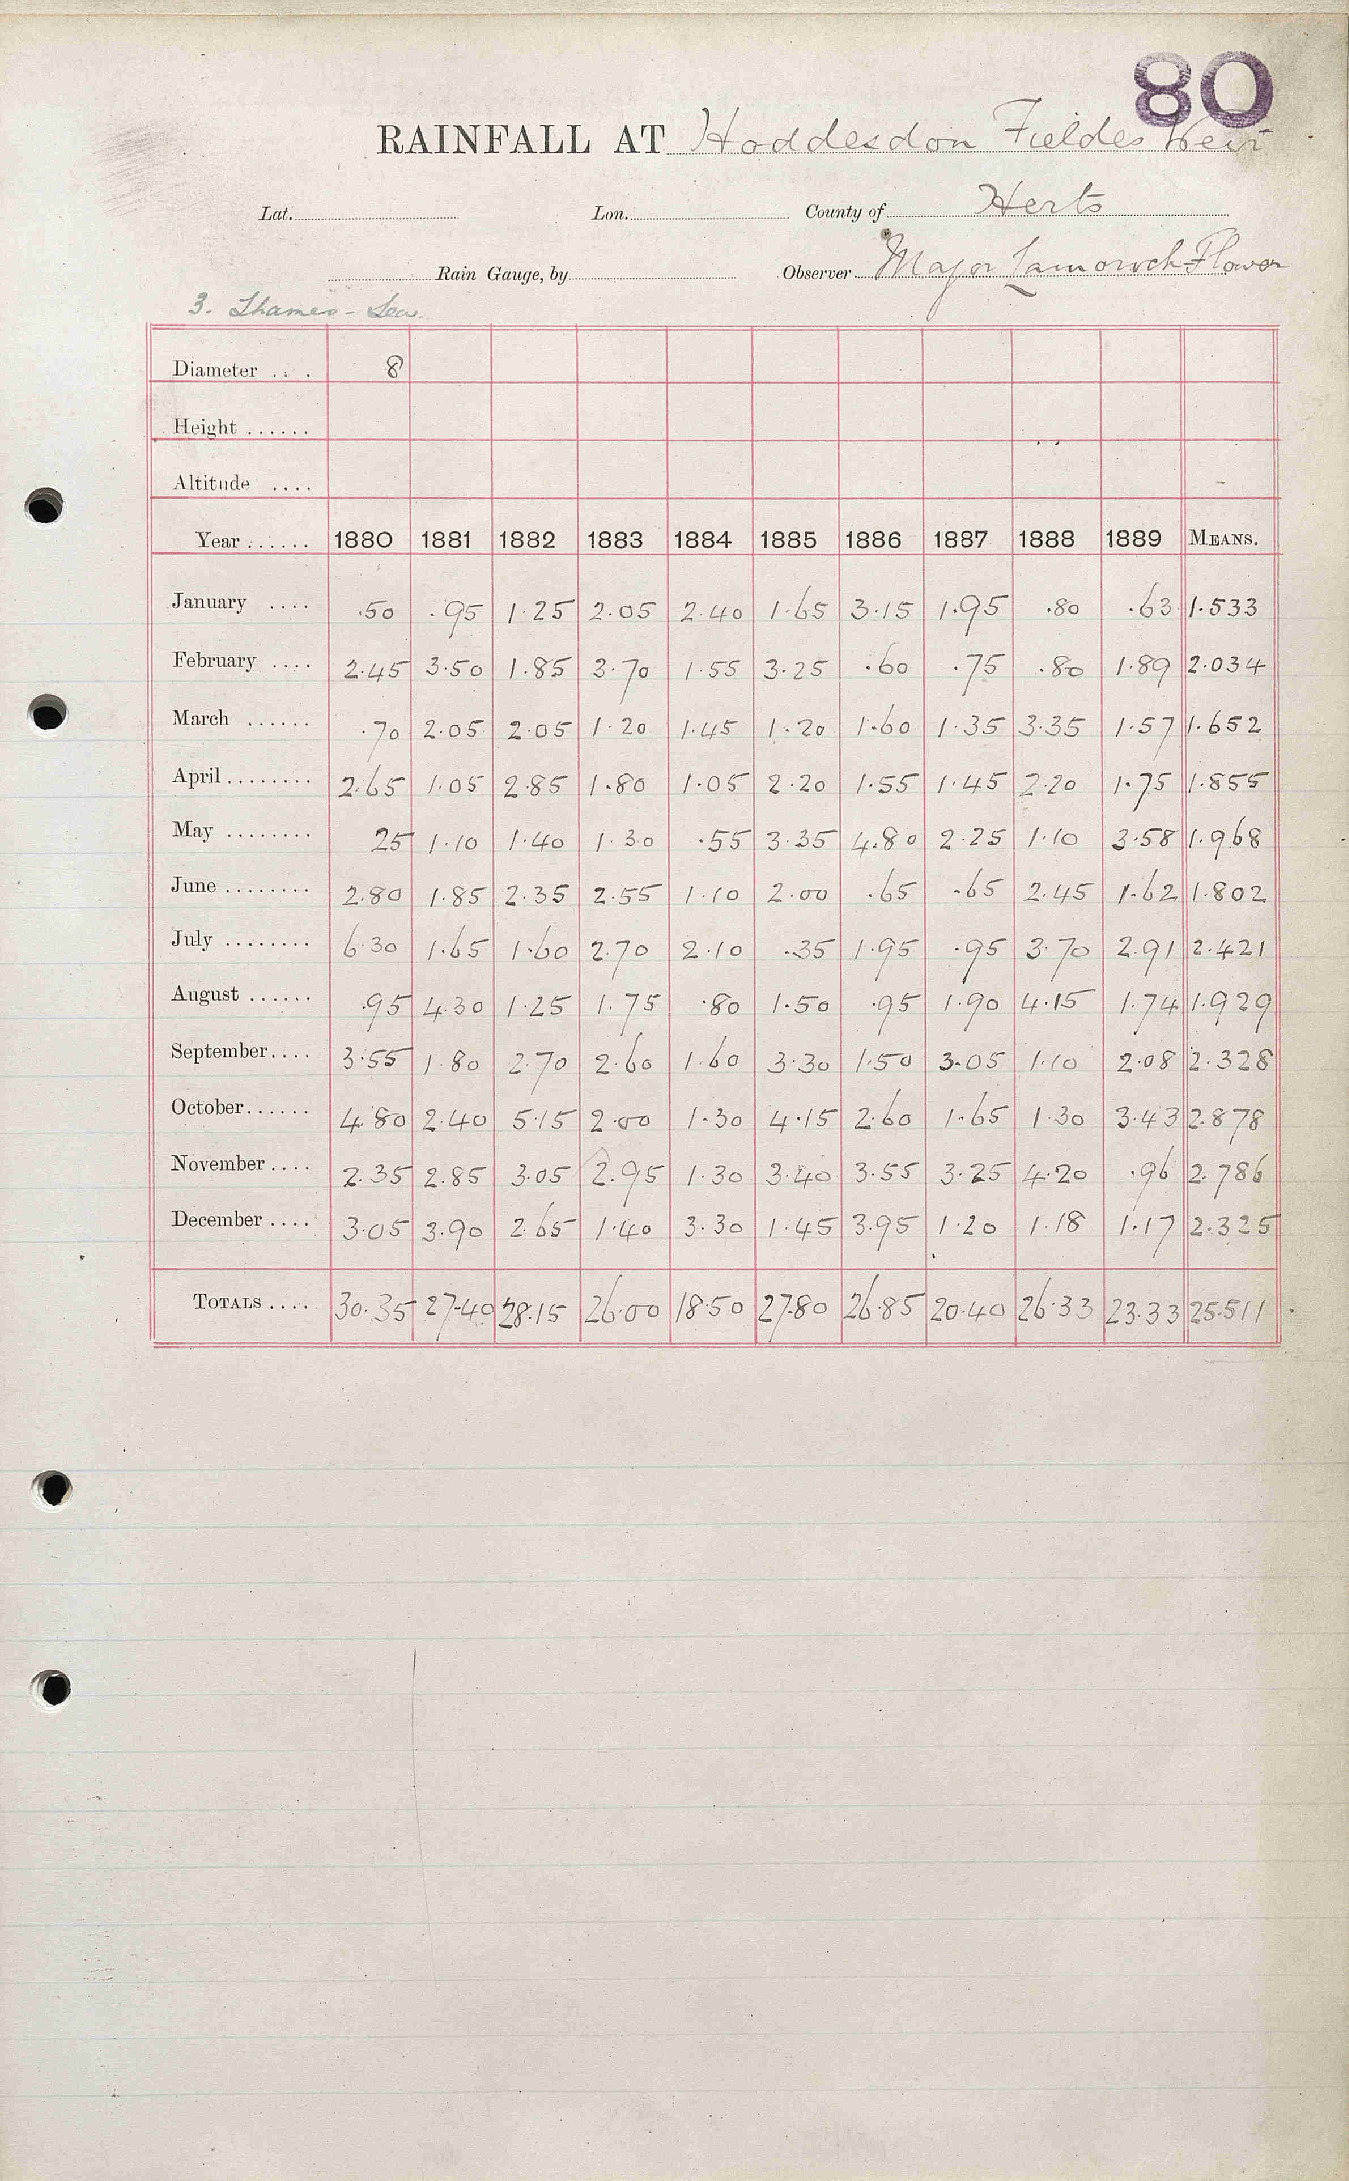 80
RAINFALL AT Hoddesdon Fieldes Weir
Lat. Lon. County of Herts
Rain Gauge, by Observer Major Lamorock Flower
3. Thames - Lea.
Diameter .... 8
Height ......
Altitude ....
Year ...... 1880 1881 1882 1883 1884 1885 1886 1887 1888 1889 MEANS.
January .... .50 .95 1.25 2.05 2.40 1.65 3.15 1.95 .80 .63 1.533
February .... 2.45 3.50 1.85 3.70 1.55 3.25 .60 .75 .80 1.89 2.034
March ...... .70 2.05 2.05 1.20 1.45 1.20 1.60 1.35 3.35 1.57 1.652
April ........ 2.65 1.05 2.85 1.80 1.05 2.20 1.55 1.45 2.20 1.75 1.855
May ........ 25 1.10 1.40 1.30 .55 3.35 4.80 2.25 1.10 3.58 1.968
June ........ 2.80 1.85 2.35 2.55 1.10 2.00 .65 .65 2.45 1.62 1.802
July ........ 6.30 1.65 1.60 2.70 2.10 .35 1.95 .95 3.70 2.91 2.421
August ...... .95 4.30 1.25 1.75 .80 1.50 .95 1.90 4.15 1.74 1.929
September .... 3.55 1.80 2.70 2.60 1.60 3.30 1.50 3.05 1.10 2.08 2.328
October ...... 4.80 2.40 5.15 2.00 1.30 4.15 2.60 1.65 1.30 3.43 2.878
November .... 2.35 2.85 3.05 2.95 1.30 3.40 3.55 3.25 4.20 .96 2.786
December .... 3.05 3.90 2.65 1.40 3.30 1.45 3.95 1.20 1.18 1.17 2.325
TOTALS .... 30.35 27.40 28.15 26.00 18.50 27.80 26.85 20.40 26.33 23.33 25.511